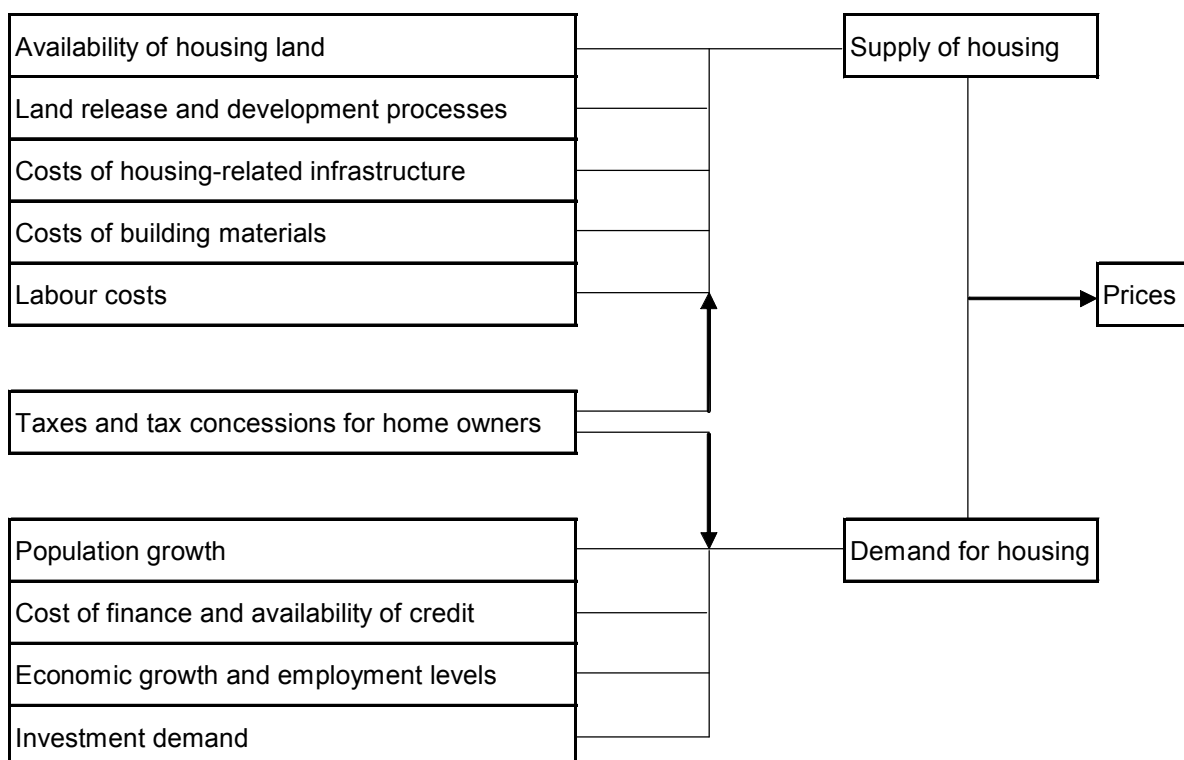 Availability of housing land
Supply of housing
Land release and development processes
Costs of housing-related infrastructure
Costs of building materials
Labour costs
Prices
Taxes and tax concessions for home owners
Population growth
Demand for housing
Cost of finance and availability of credit
Economic growth and employment levels
Investment demand